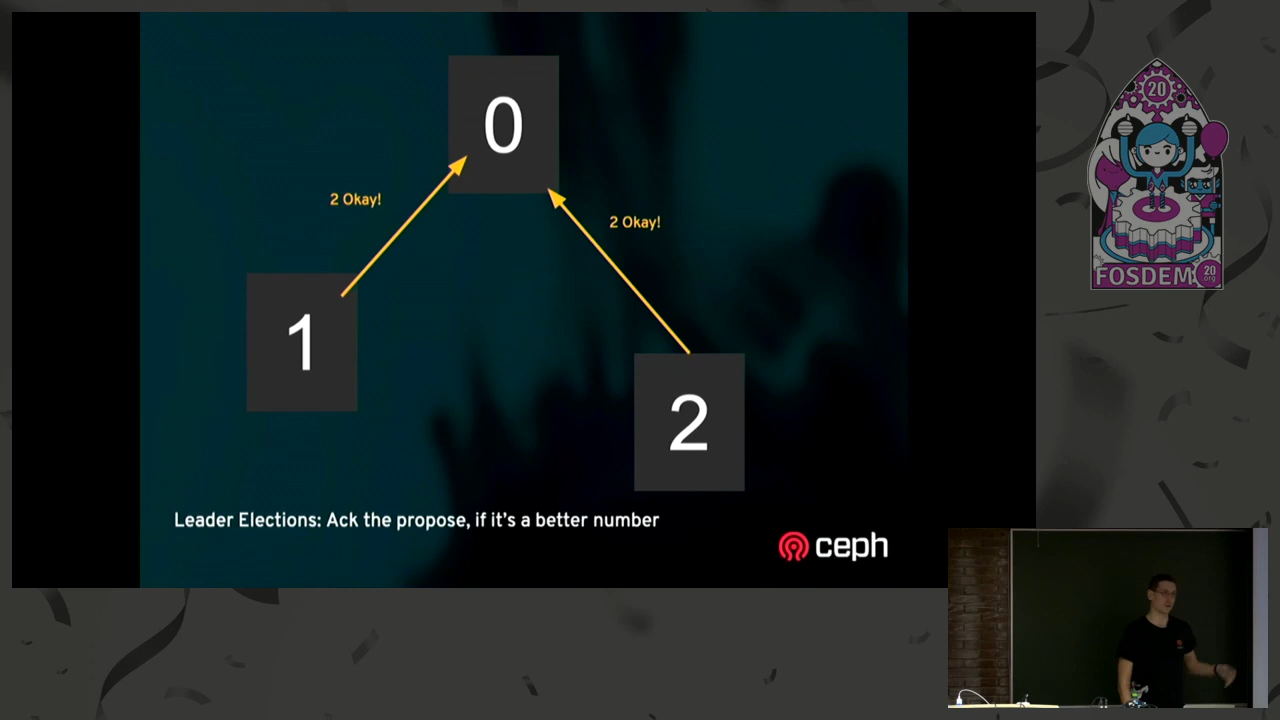 0
2 Okay!
2 Okay!
1
2
Leader Elections: Ack the propose, if it's a better number
ceph
20
FOSDEM
20
.org